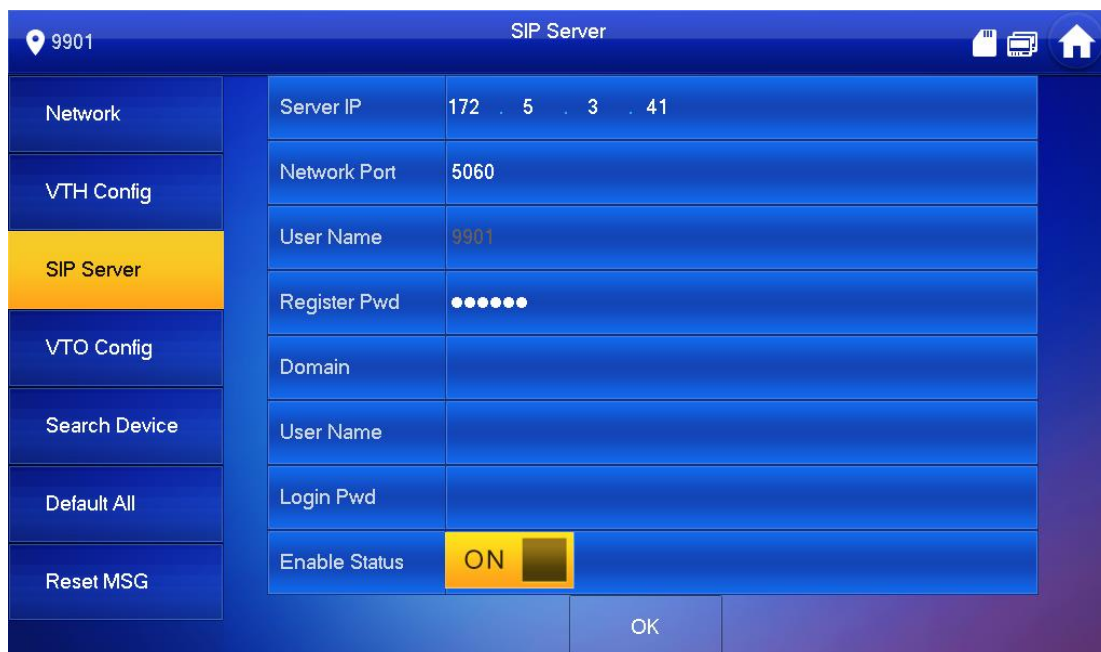 9901
SIP Server
Network
VTH Config
SIP Server
VTO Config
Search Device
Default All
Reset MSG
Server IP 172 . 5 . 3 . 41
Network Port 5060
User Name 9901
Register Pwd ●●●●●●
Domain
User Name
Login Pwd
Enable Status ON
OK